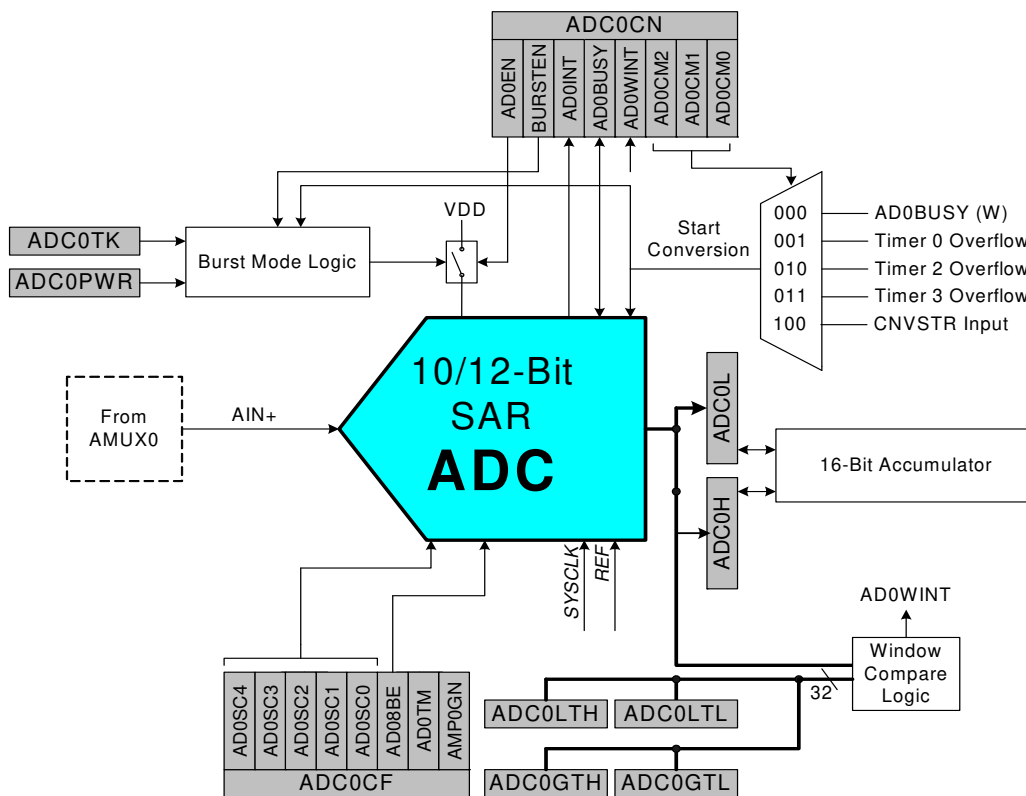 ADC0CN
AD0EN
BURSTEN
AD0INT
AD0BUSY
AD0WINT
AD0CM2
AD0CM1
AD0CM0
VDD
Start
Conversion
000
001
010
011
100
AD0BUSY (W)
Timer 0 Overflow
Timer 2 Overflow
Timer 3 Overflow
CNVSTR Input
ADC0TK
ADC0PWR
Burst Mode Logic
From
AMUX0
AIN+
10/12-Bit
SAR
ADC
ADC0L
ADC0H
16-Bit Accumulator
SYSCLK
REF
AD0WINT
Window
Compare
Logic
32
AD0SC4
AD0SC3
AD0SC2
AD0SC1
AD0SC0
AD08BE
AD0TM
AMP0GN
ADC0CF
ADC0LTH
ADC0LTL
ADC0GTH
ADC0GTL